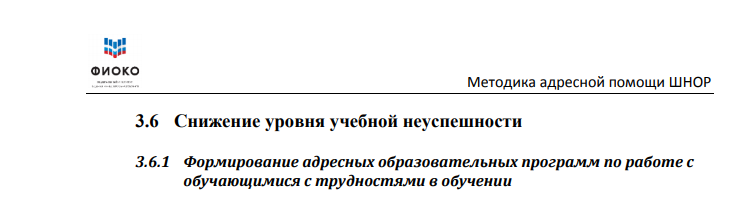 ФИОКО
Методика адресной помощи ШНОР
3.6 Снижение уровня учебной неуспешности
3.6.1 Формирование адресных образовательных программ по работе с
обучающимися с трудностями в обучении